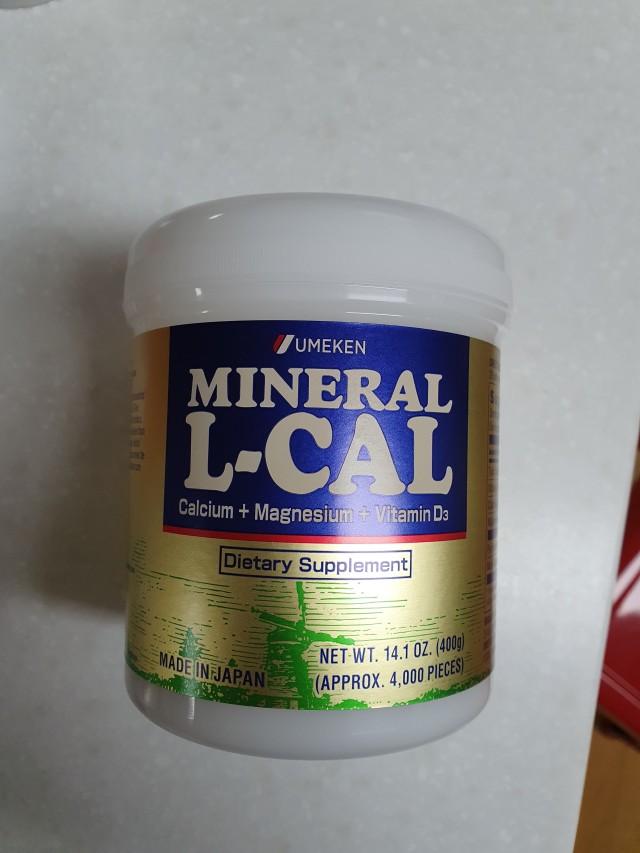 UMEKEN
MINERAL
L-CAL
Calcium + Magnesium + Vitamin D3
Dietary Supplement
MADE IN JAPAN
NET WT. 14.1 OZ. (400g)
(APPROX. 4,000 PIECES)